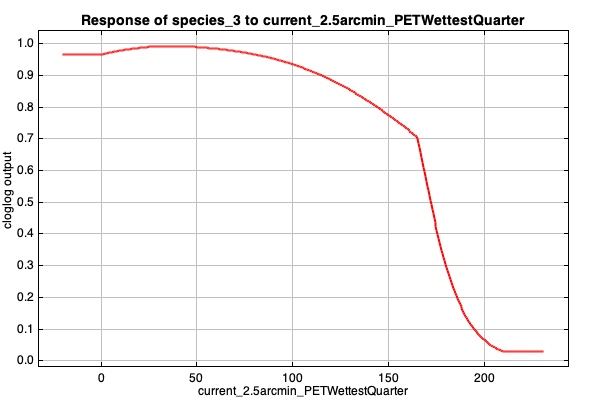 Response of species_3 to current_2.5arcmin_PETWettestQuarter
1.0
0.9
0.8
0.7
0.6
0.5
0.4
0.3
0.2
0.1
0.0
cloglog output
0 50 100 150 200
current_2.5arcmin_PETWettestQuarter